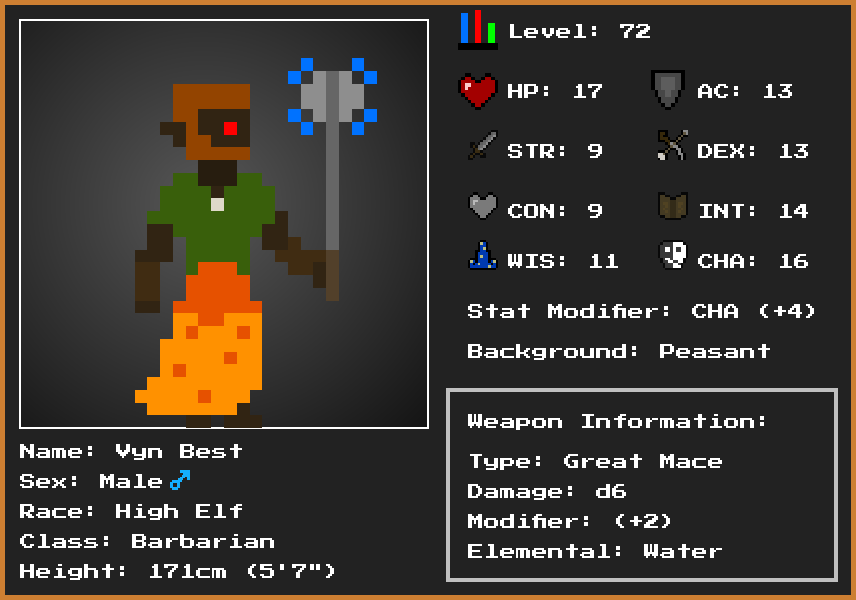 Level: 72
HP: 17
AC: 13
STR: 9
DEX: 13
CON: 9
INT: 14
WIS: 11
CHA: 16
Stat Modifier: CHA (+4)
Background: Peasant
Weapon Information:
Type: Great Mace
Damage: d6
Modifier: (+2)
Elemental: Water
Name: Vyn Best
Sex: Male ♂
Race: High Elf
Class: Barbarian
Height: 171cm (5'7")